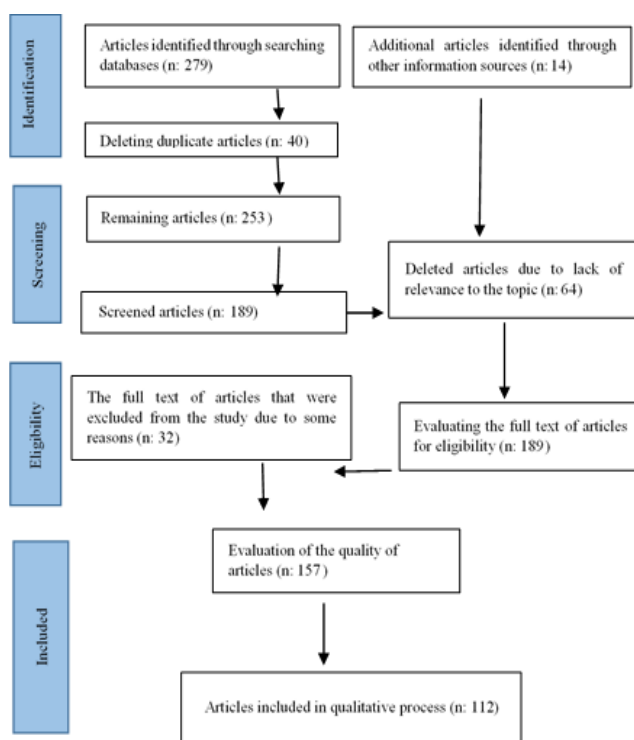 Identification
Articles identified through searching
databases (n: 279)
Additional articles identified through
other information sources (n: 14)
Deleting duplicate articles (n: 40)
Screening
Remaining articles (n: 253)
Screened articles (n: 189)
Deleted articles due to lack of
relevance to the topic (n: 64)
Eligibility
The full text of articles that were
excluded from the study due to some
reasons (n: 32)
Evaluating the full text of articles
for eligibility (n: 189)
Included
Evaluation of the quality of
articles (n: 157)
Articles included in qualitative process (n: 112)